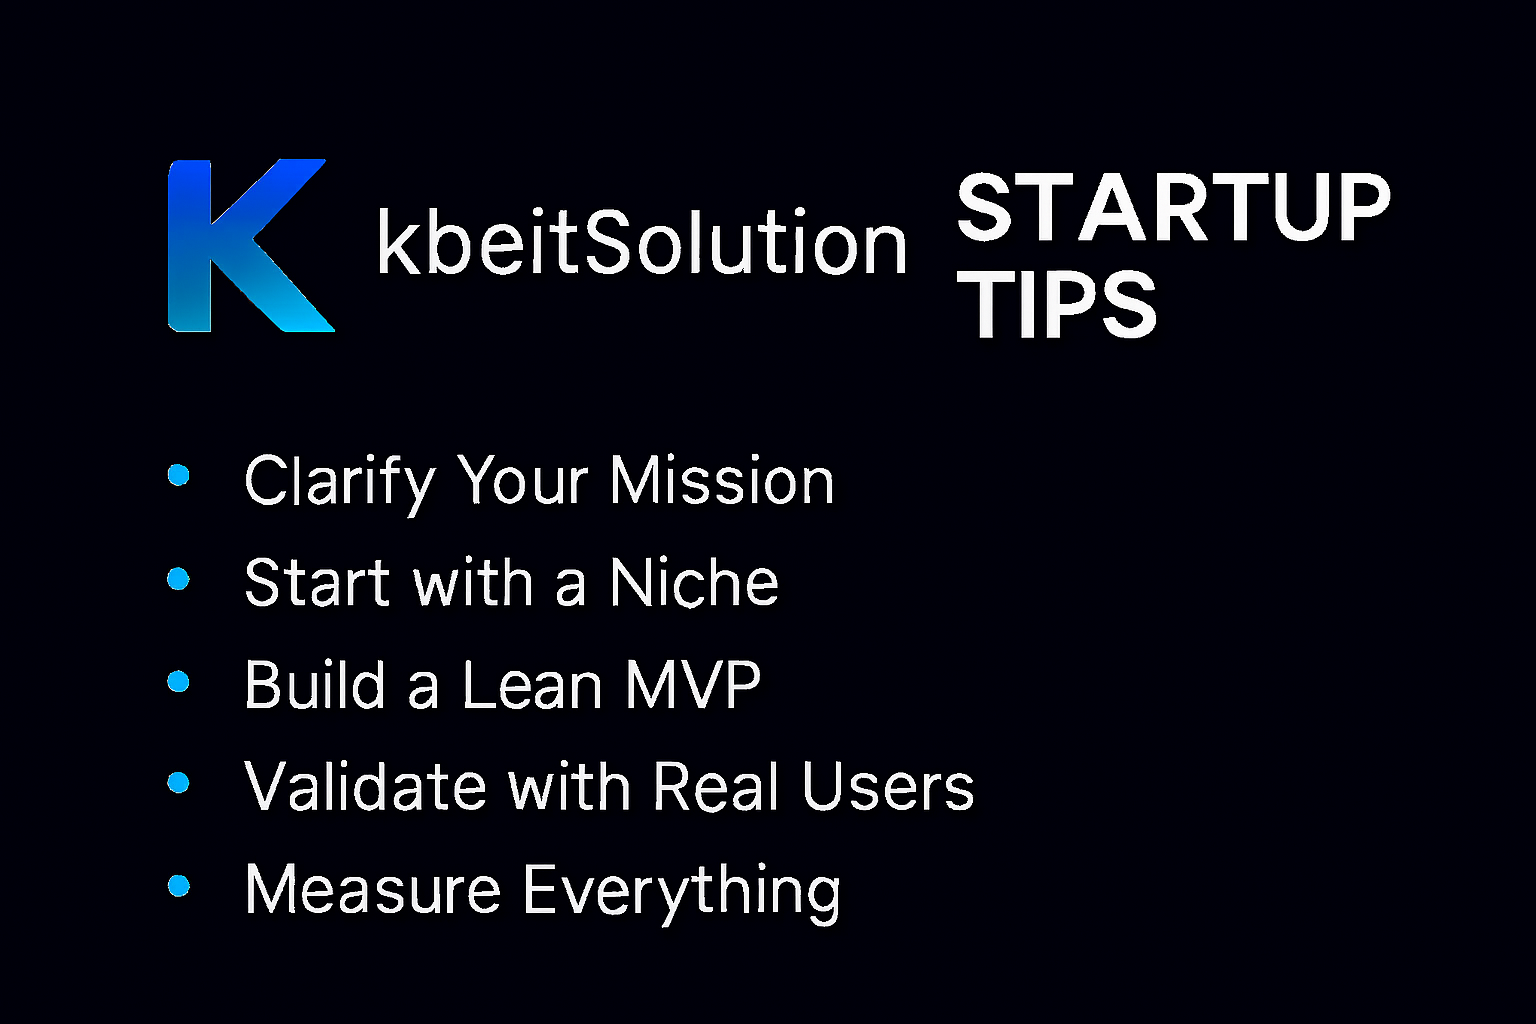 K
kbeitSolution
STARTUP
TIPS
• Clarify Your Mission
• Start with a Niche
• Build a Lean MVP
• Validate with Real Users
• Measure Everything